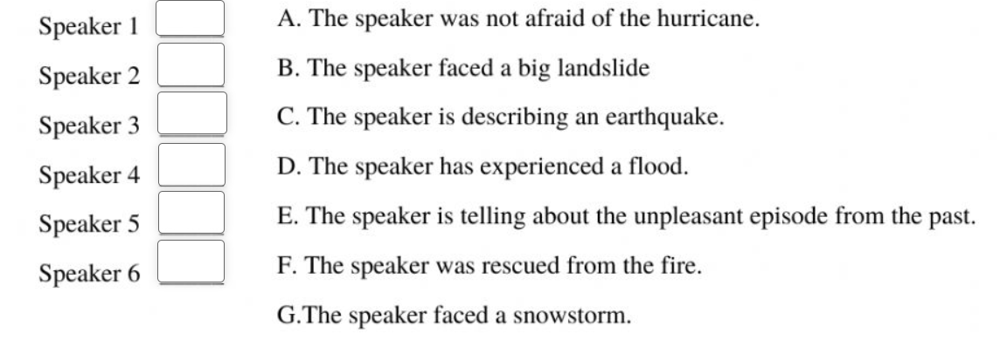 Speaker 1 A. The speaker was not afraid of the hurricane.
Speaker 2 B. The speaker faced a big landslide
Speaker 3 C. The speaker is describing an earthquake.
Speaker 4 D. The speaker has experienced a flood.
Speaker 5 E. The speaker is telling about the unpleasant episode from the past.
Speaker 6 F. The speaker was rescued from the fire.
G.The speaker faced a snowstorm.